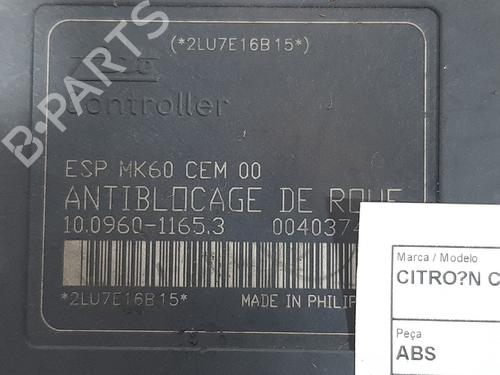 (*2LU7E16B15*)
B-PARTS
Controller
ESP MK60 CEM 00
ANTIBLOCAGE DE ROUE
10.0960-1165.3 0040374
*2LU7E16B15* MADE IN PHILIP
Marca / Modelo
CITRO?N C
Peça
ABS